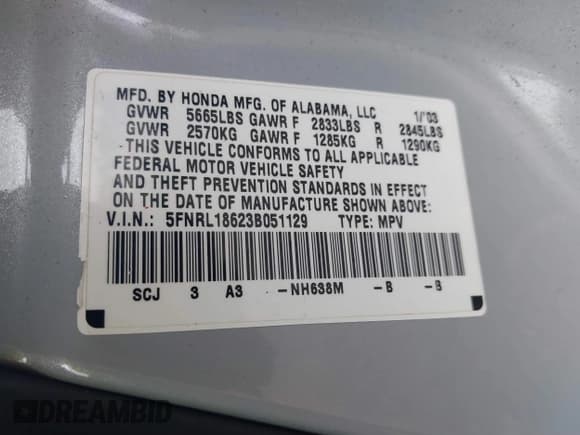 MFD. BY HONDA MFG. OF ALABAMA, LLC 1/'03
GVWR 5665LBS GAWR F 2833LBS R 2845LBS
GVWR 2570KG GAWR F 1285KG R 1290KG
THIS VEHICLE CONFORMS TO ALL APPLICABLE
FEDERAL MOTOR VEHICLE SAFETY
AND THEFT PREVENTION STANDARDS IN EFFECT
ON THE DATE OF MANUFACTURE SHOWN ABOVE:
V.I.N.: 5FNRL18623B051129 TYPE: MPV
SCJ 3 A3 -NH638M -B -B
DREAMBID